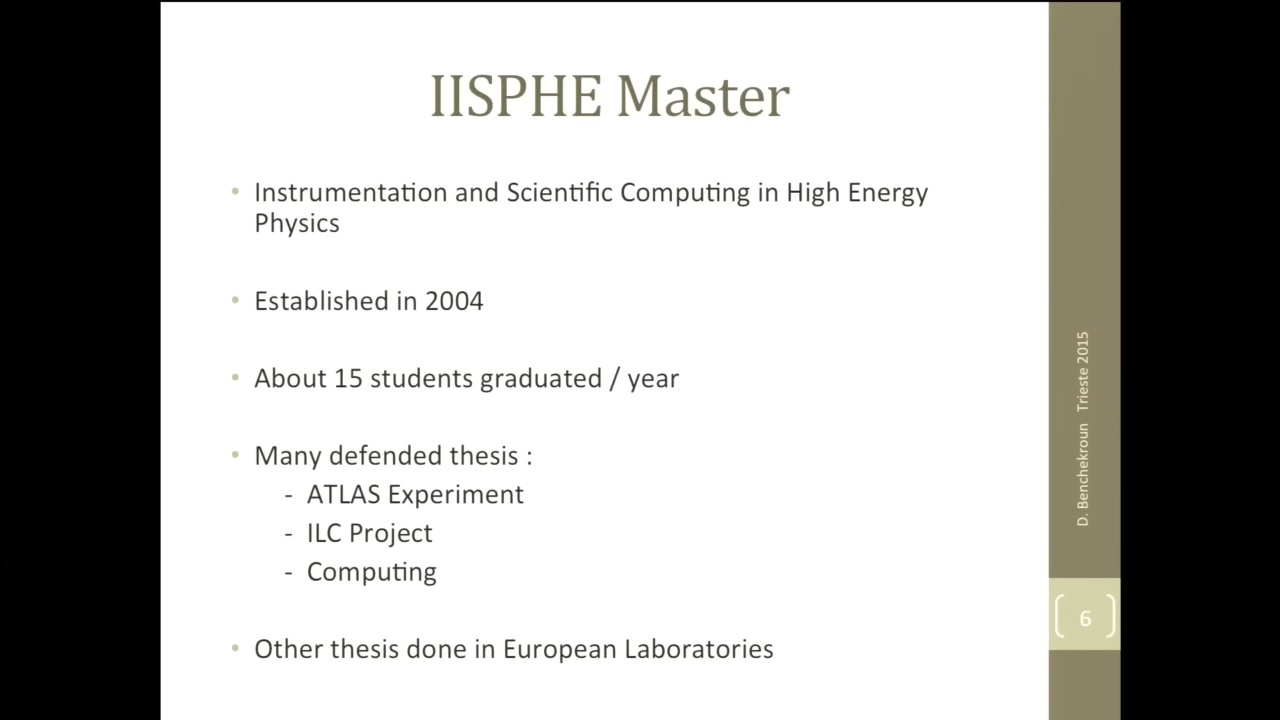 IISPHE Master
• Instrumentation and Scientific Computing in High Energy
Physics
• Established in 2004
• About 15 students graduated / year
• Many defended thesis :
- ATLAS Experiment
- ILC Project
- Computing
• Other thesis done in European Laboratories
D. Benchekroun Trieste 2015
6